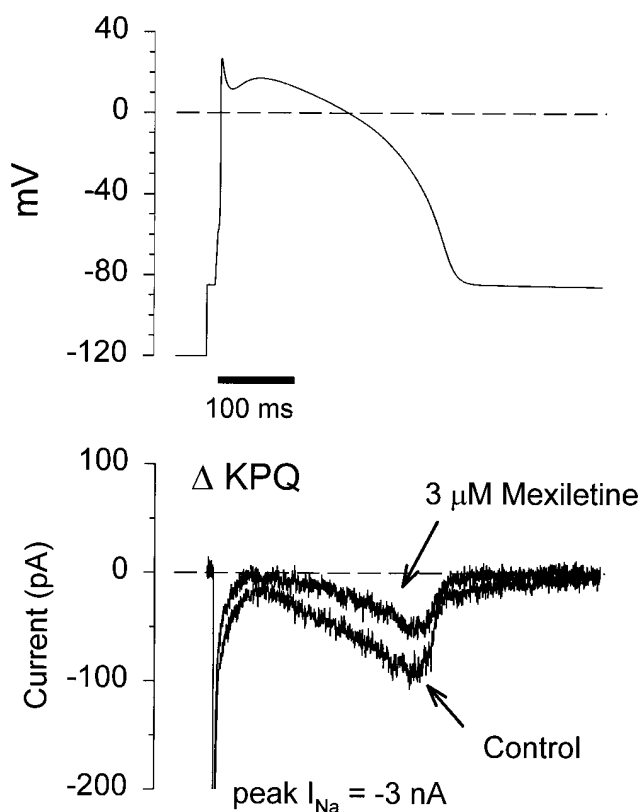 40
0
-40
-80
-120
mV
100 ms
100
0
-100
-200
Current (pA)
Δ KPQ
3 μM Mexiletine
Control
peak I_Na = -3 nA